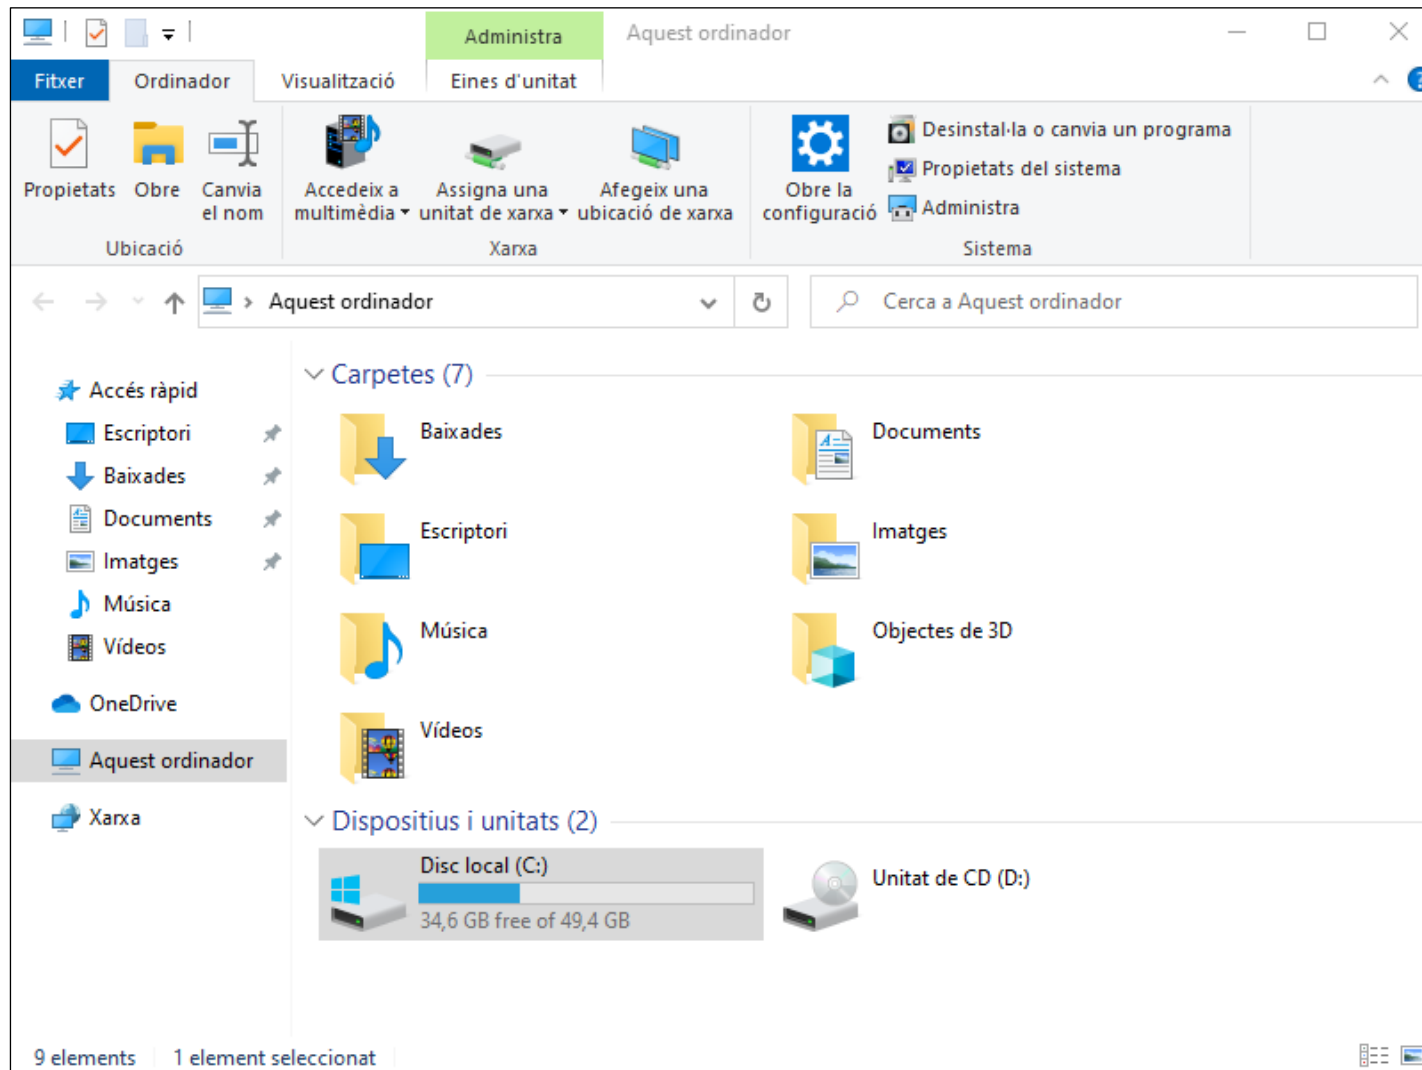 Administra
Aquest ordinador
Fitxer
Ordinador
Visualització
Eines d'unitat
Propietats
Obre
Canvia
el nom
Accedeix a
multimèdia
Assigna una
unitat de xarxa
Afegeix una
ubicació de xarxa
Obre la
configuració
Desinstal·la o canvia un programa
Propietats del sistema
Administra
Ubicació
Xarxa
Sistema
Aquest ordinador
Cerca a Aquest ordinador
Accés ràpid
Escriptori
Baixades
Documents
Imatges
Música
Vídeos
OneDrive
Aquest ordinador
Xarxa
Carpetes (7)
Baixades
Documents
Escriptori
Imatges
Música
Objectes de 3D
Vídeos
Dispositius i unitats (2)
Disc local (C:)
34,6 GB free of 49,4 GB
Unitat de CD (D:)
9 elements
1 element seleccionat